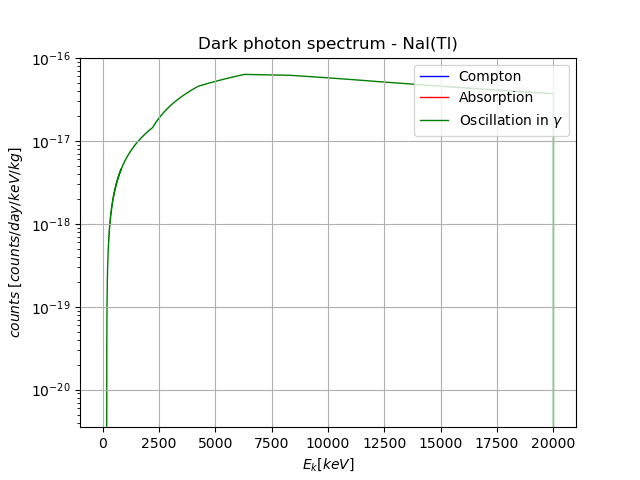 Dark photon spectrum - NaI(Tl)
10⁻¹⁶
10⁻¹⁷
10⁻¹⁸
10⁻¹⁹
10⁻²⁰
counts [counts/day/keV/kg]
Compton
Absorption
Oscillation in γ
0 2500 5000 7500 10000 12500 15000 17500 20000
E_k[keV]